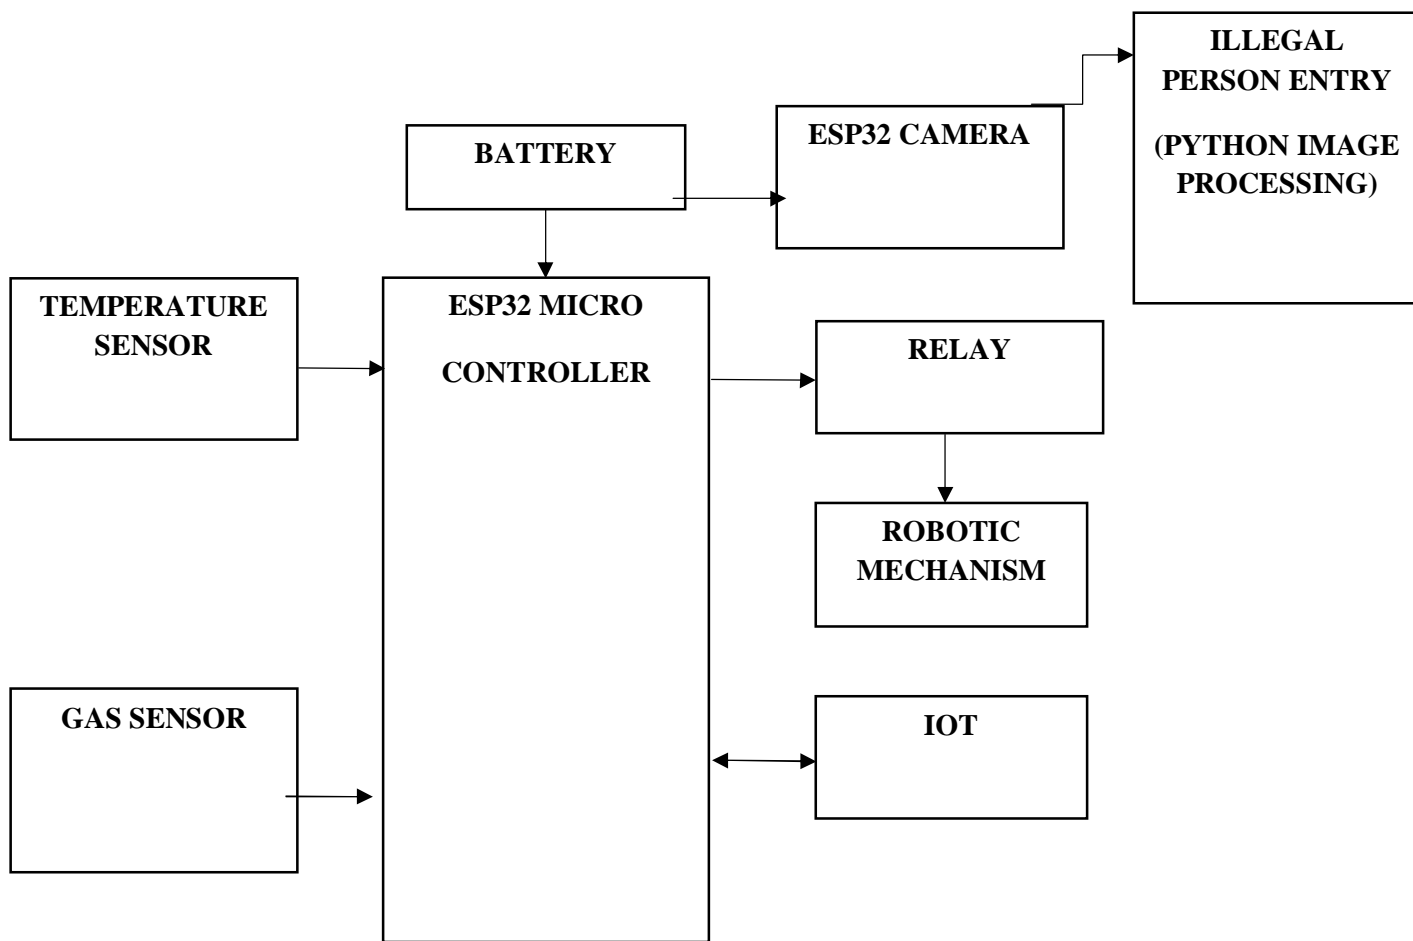 ILLEGAL
PERSON ENTRY
(PYTHON IMAGE
PROCESSING)
ESP32 CAMERA
BATTERY
TEMPERATURE
SENSOR
ESP32 MICRO
CONTROLLER
RELAY
ROBOTIC
MECHANISM
GAS SENSOR
IOT